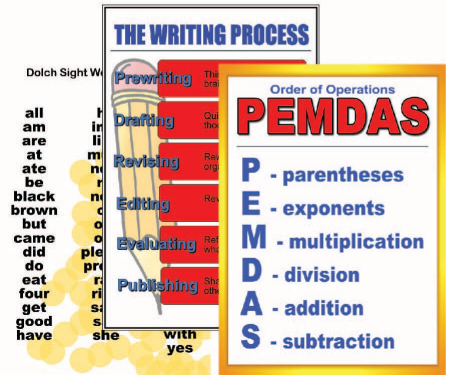 Dolch Sight
all
am
are
at
ate
be
black
brown
but
came
did
do
eat
four
get
good
have
she
with
yes
THE WRITING PROCESS
Prewriting
Drafting
Revising
Editing
Evaluating
Publishing
Order of Operations
PEMDAS
P - parentheses
E - exponents
M - multiplication
D - division
A - addition
S - subtraction